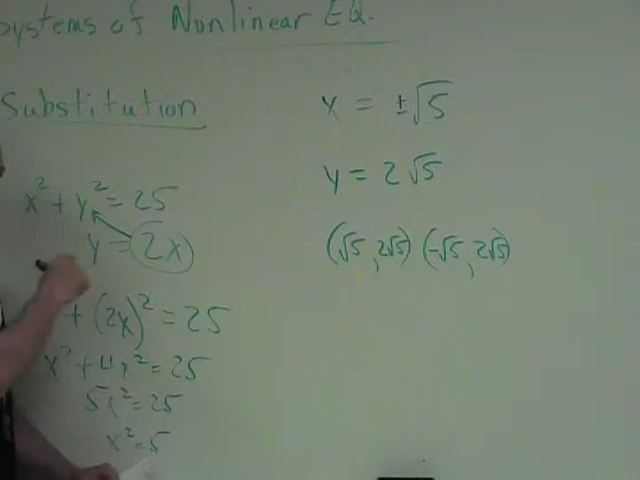 Systems of Nonlinear EQ.
Substitution
x² + y² = 25
y = 2x
+ (2x)² = 25
x² + 4x² = 25
5x² = 25
x² = 5
x = ±√5
y = 2√5
(√5, 2√5) (-√5, 2√5)